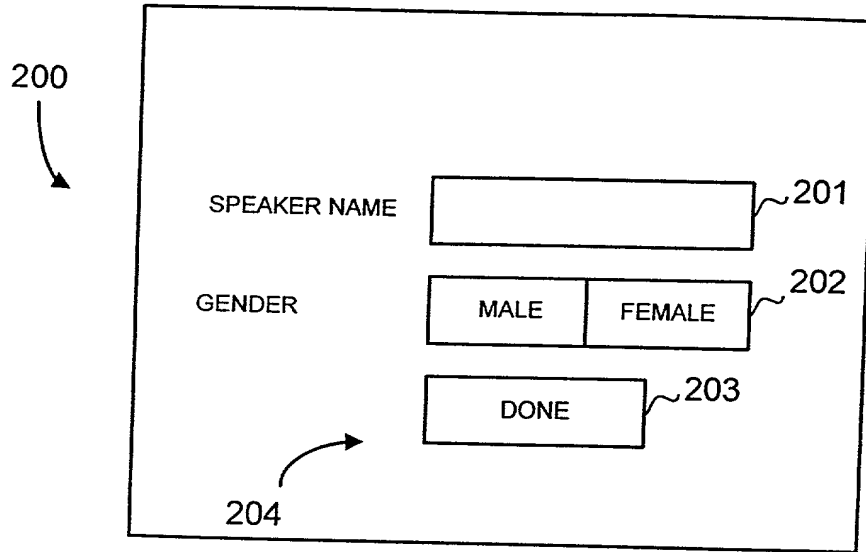 200
SPEAKER NAME 201
GENDER MALE FEMALE 202
DONE 203
204